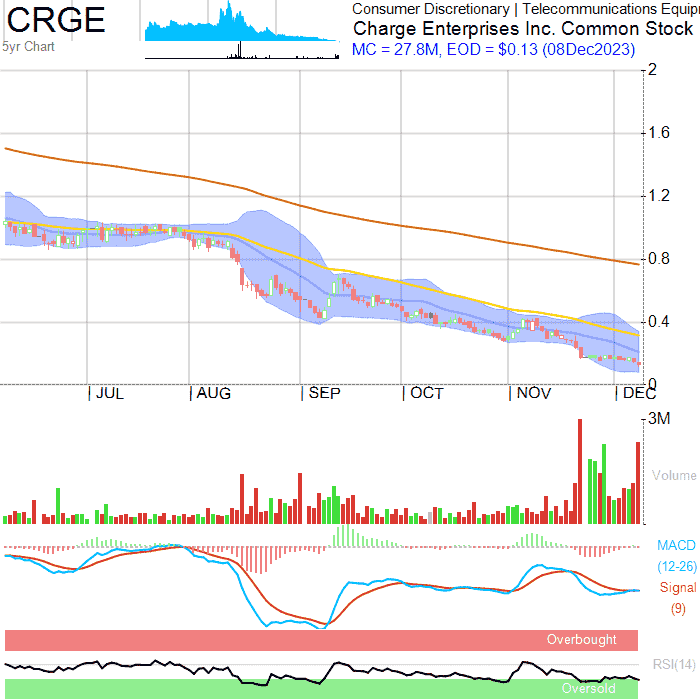 CRGE
5yr Chart
Consumer Discretionary | Telecommunications Equip
Charge Enterprises Inc. Common Stock
MC = 27.8M, EOD = $0.13 (08Dec2023)
2
1.6
1.2
0.8
0.4
0
| JUL
| AUG
| SEP
| OCT
| NOV
| DEC
3M
Volume
MACD
(12-26)
Signal
(9)
Overbought
RSI(14)
Oversold